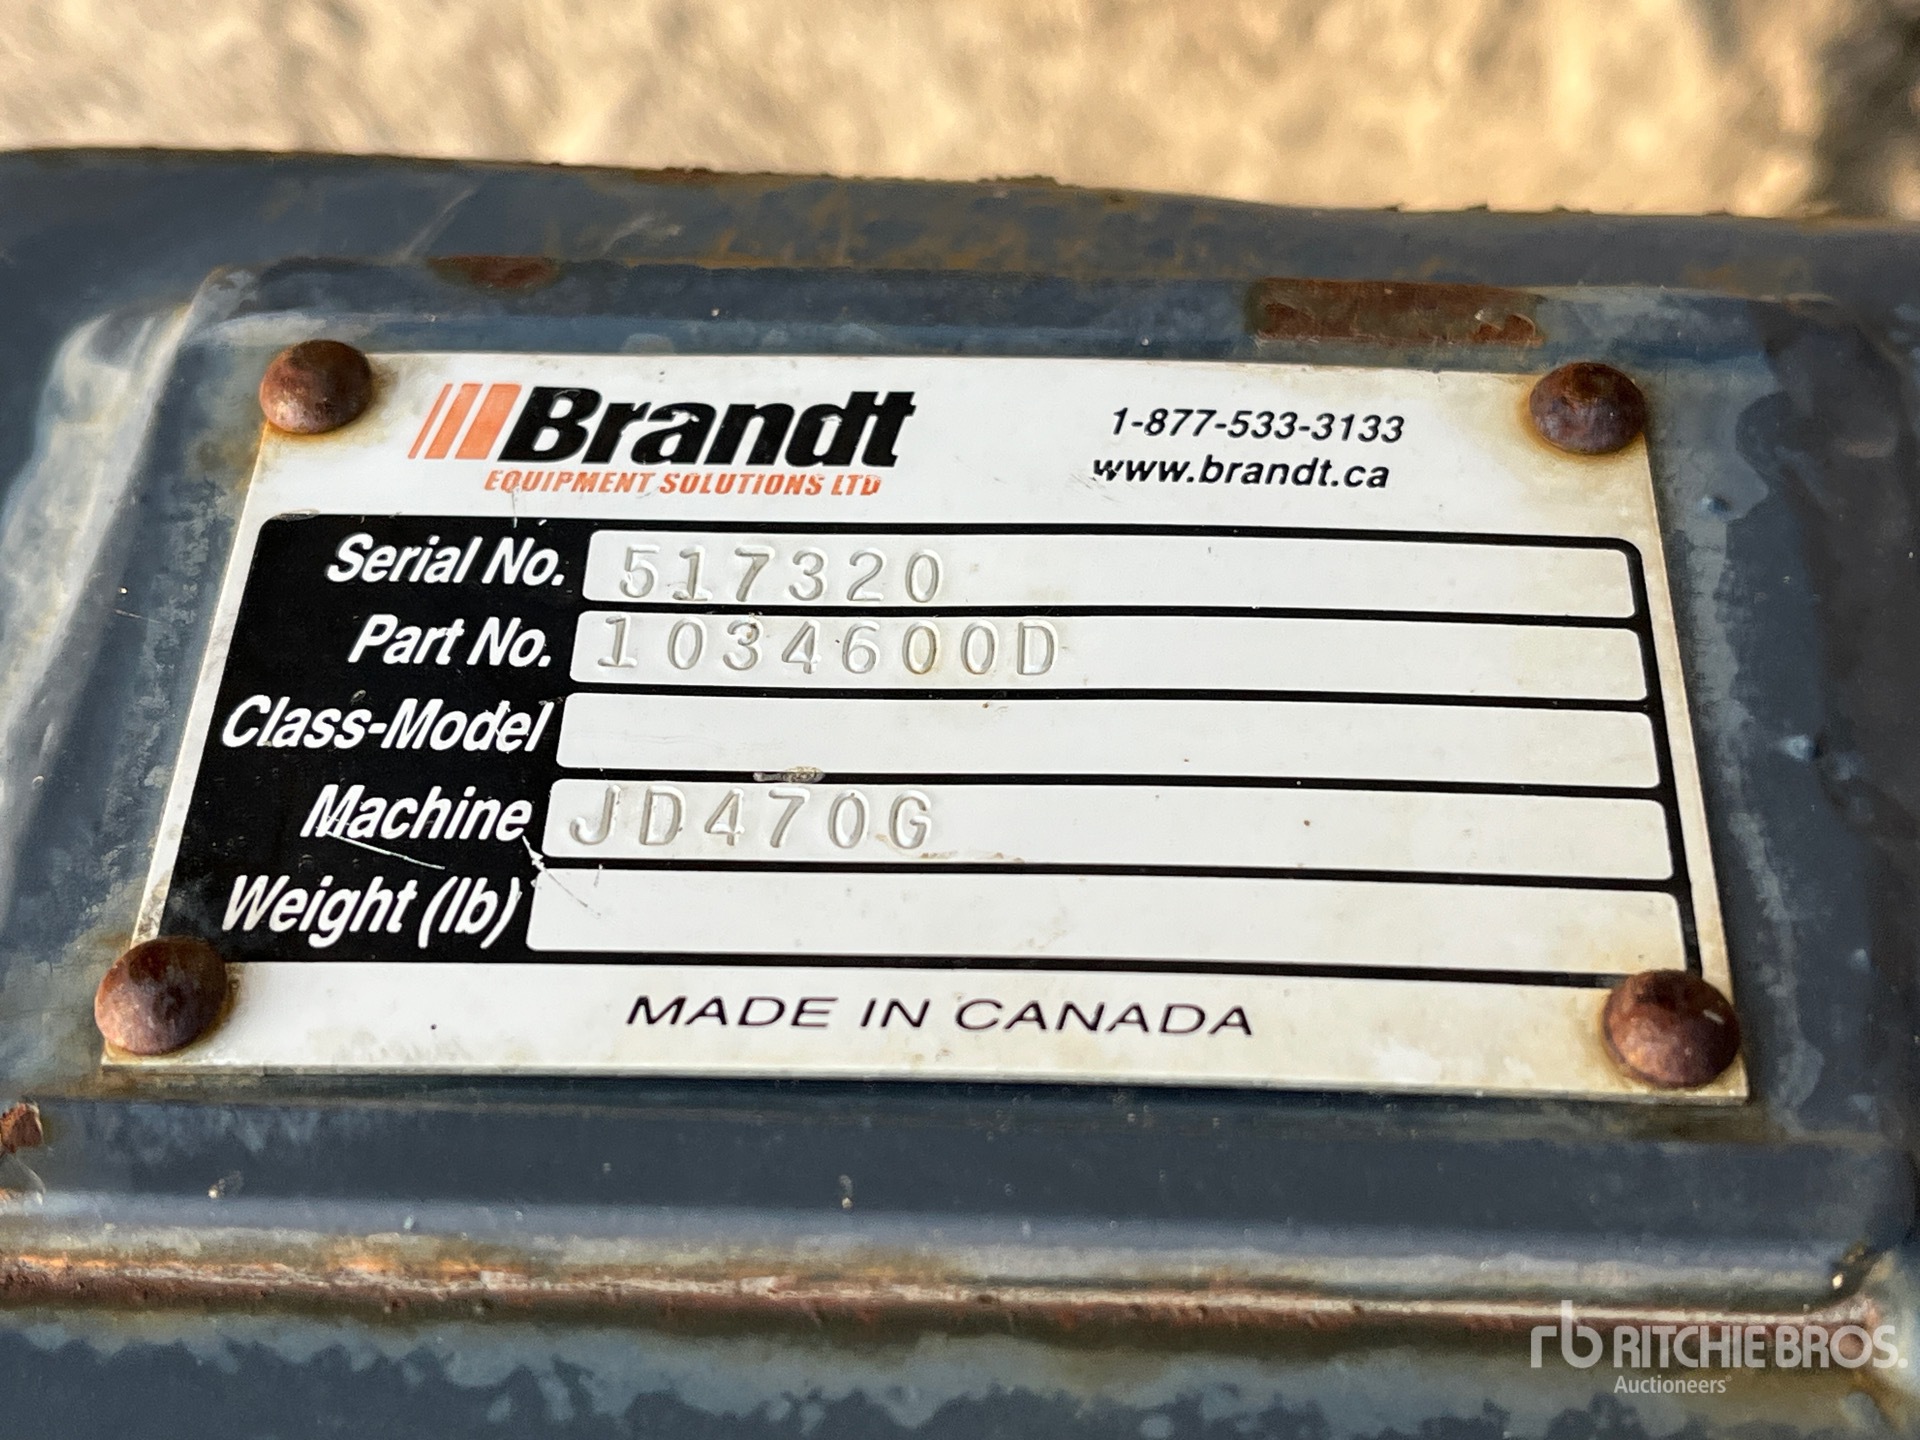 Brandt
EQUIPMENT SOLUTIONS LTD
1-877-533-3133
www.brandt.ca
Serial No. 517320
Part No. 1034600D
Class-Model
Machine JD470G
Weight (lb)
MADE IN CANADA
rb RITCHIE BROS.
Auctioneers